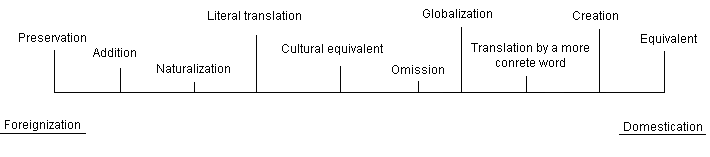 Preservation
Addition
Naturalization
Literal translation
Cultural equivalent
Omission
Globalization
Translation by a more
conrete word
Creation
Equivalent
Foreignization
Domestication